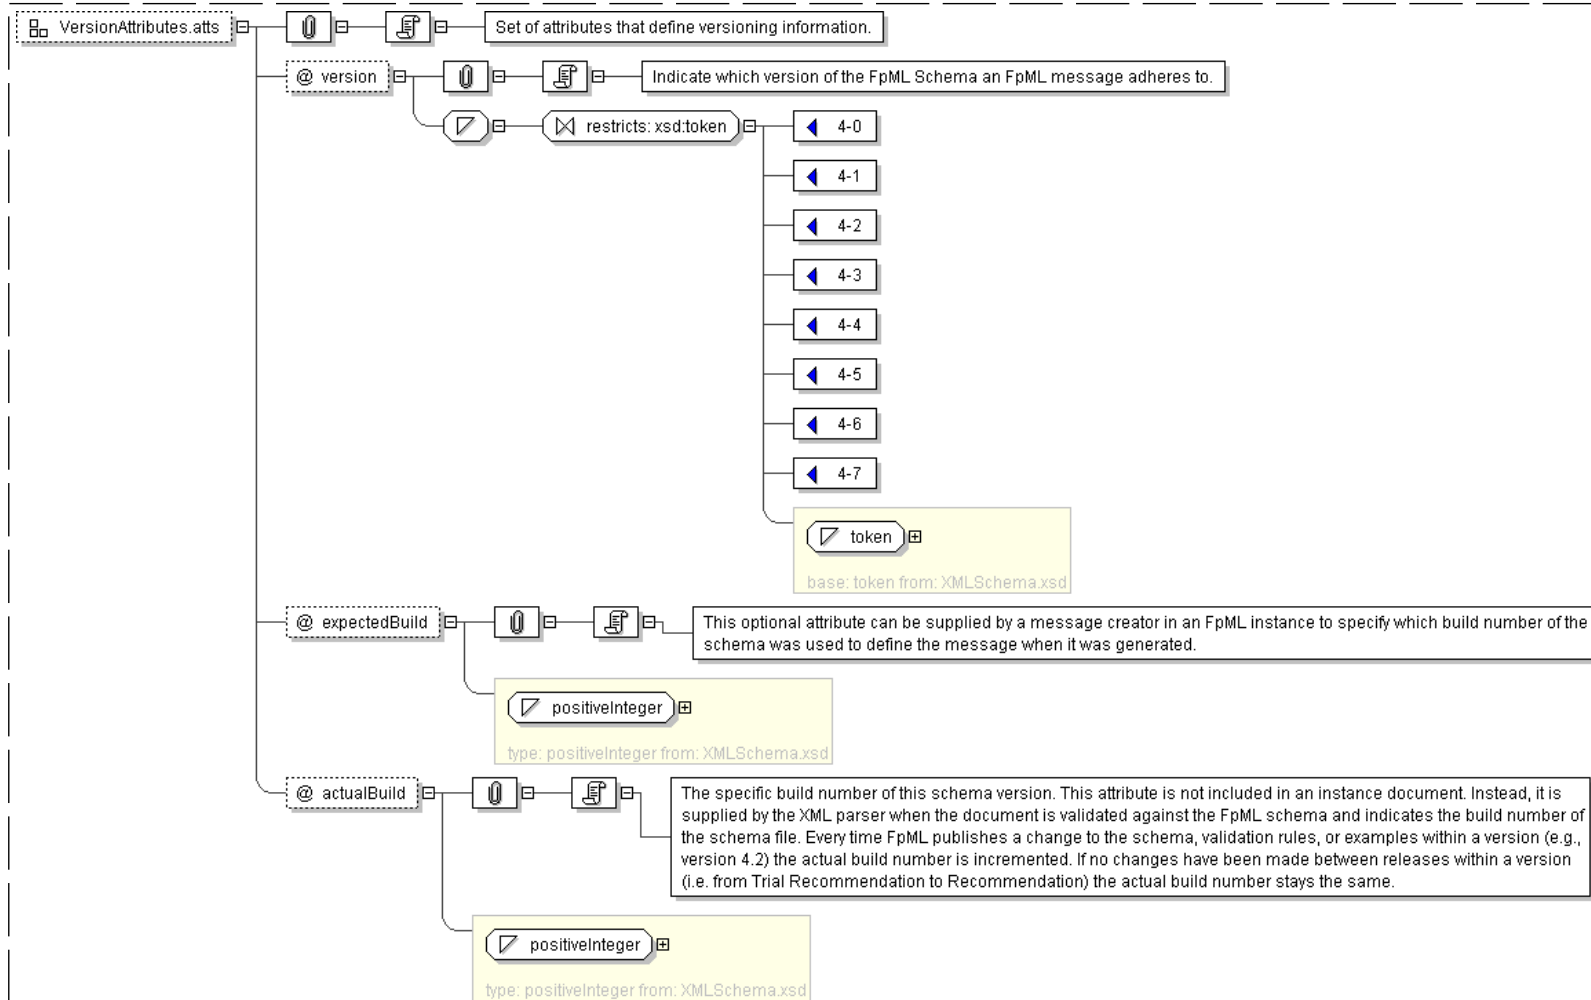 VersionAttributes.atts
Set of attributes that define versioning information.
@ version
Indicate which version of the FpML Schema an FpML message adheres to.
restricts: xsd:token
4-0
4-1
4-2
4-3
4-4
4-5
4-6
4-7
token
base: token from: XMLSchema.xsd
@ expectedBuild
This optional attribute can be supplied by a message creator in an FpML instance to specify which build number of the
schema was used to define the message when it was generated.
positiveInteger
type: positiveInteger from: XMLSchema.xsd
@ actualBuild
The specific build number of this schema version. This attribute is not included in an instance document. Instead, it is
supplied by the XML parser when the document is validated against the FpML schema and indicates the build number of
the schema file. Every time FpML publishes a change to the schema, validation rules, or examples within a version (e.g.,
version 4.2) the actual build number is incremented. If no changes have been made between releases within a version
(i.e. from Trial Recommendation to Recommendation) the actual build number stays the same.
positiveInteger
type: positiveInteger from: XMLSchema.xsd